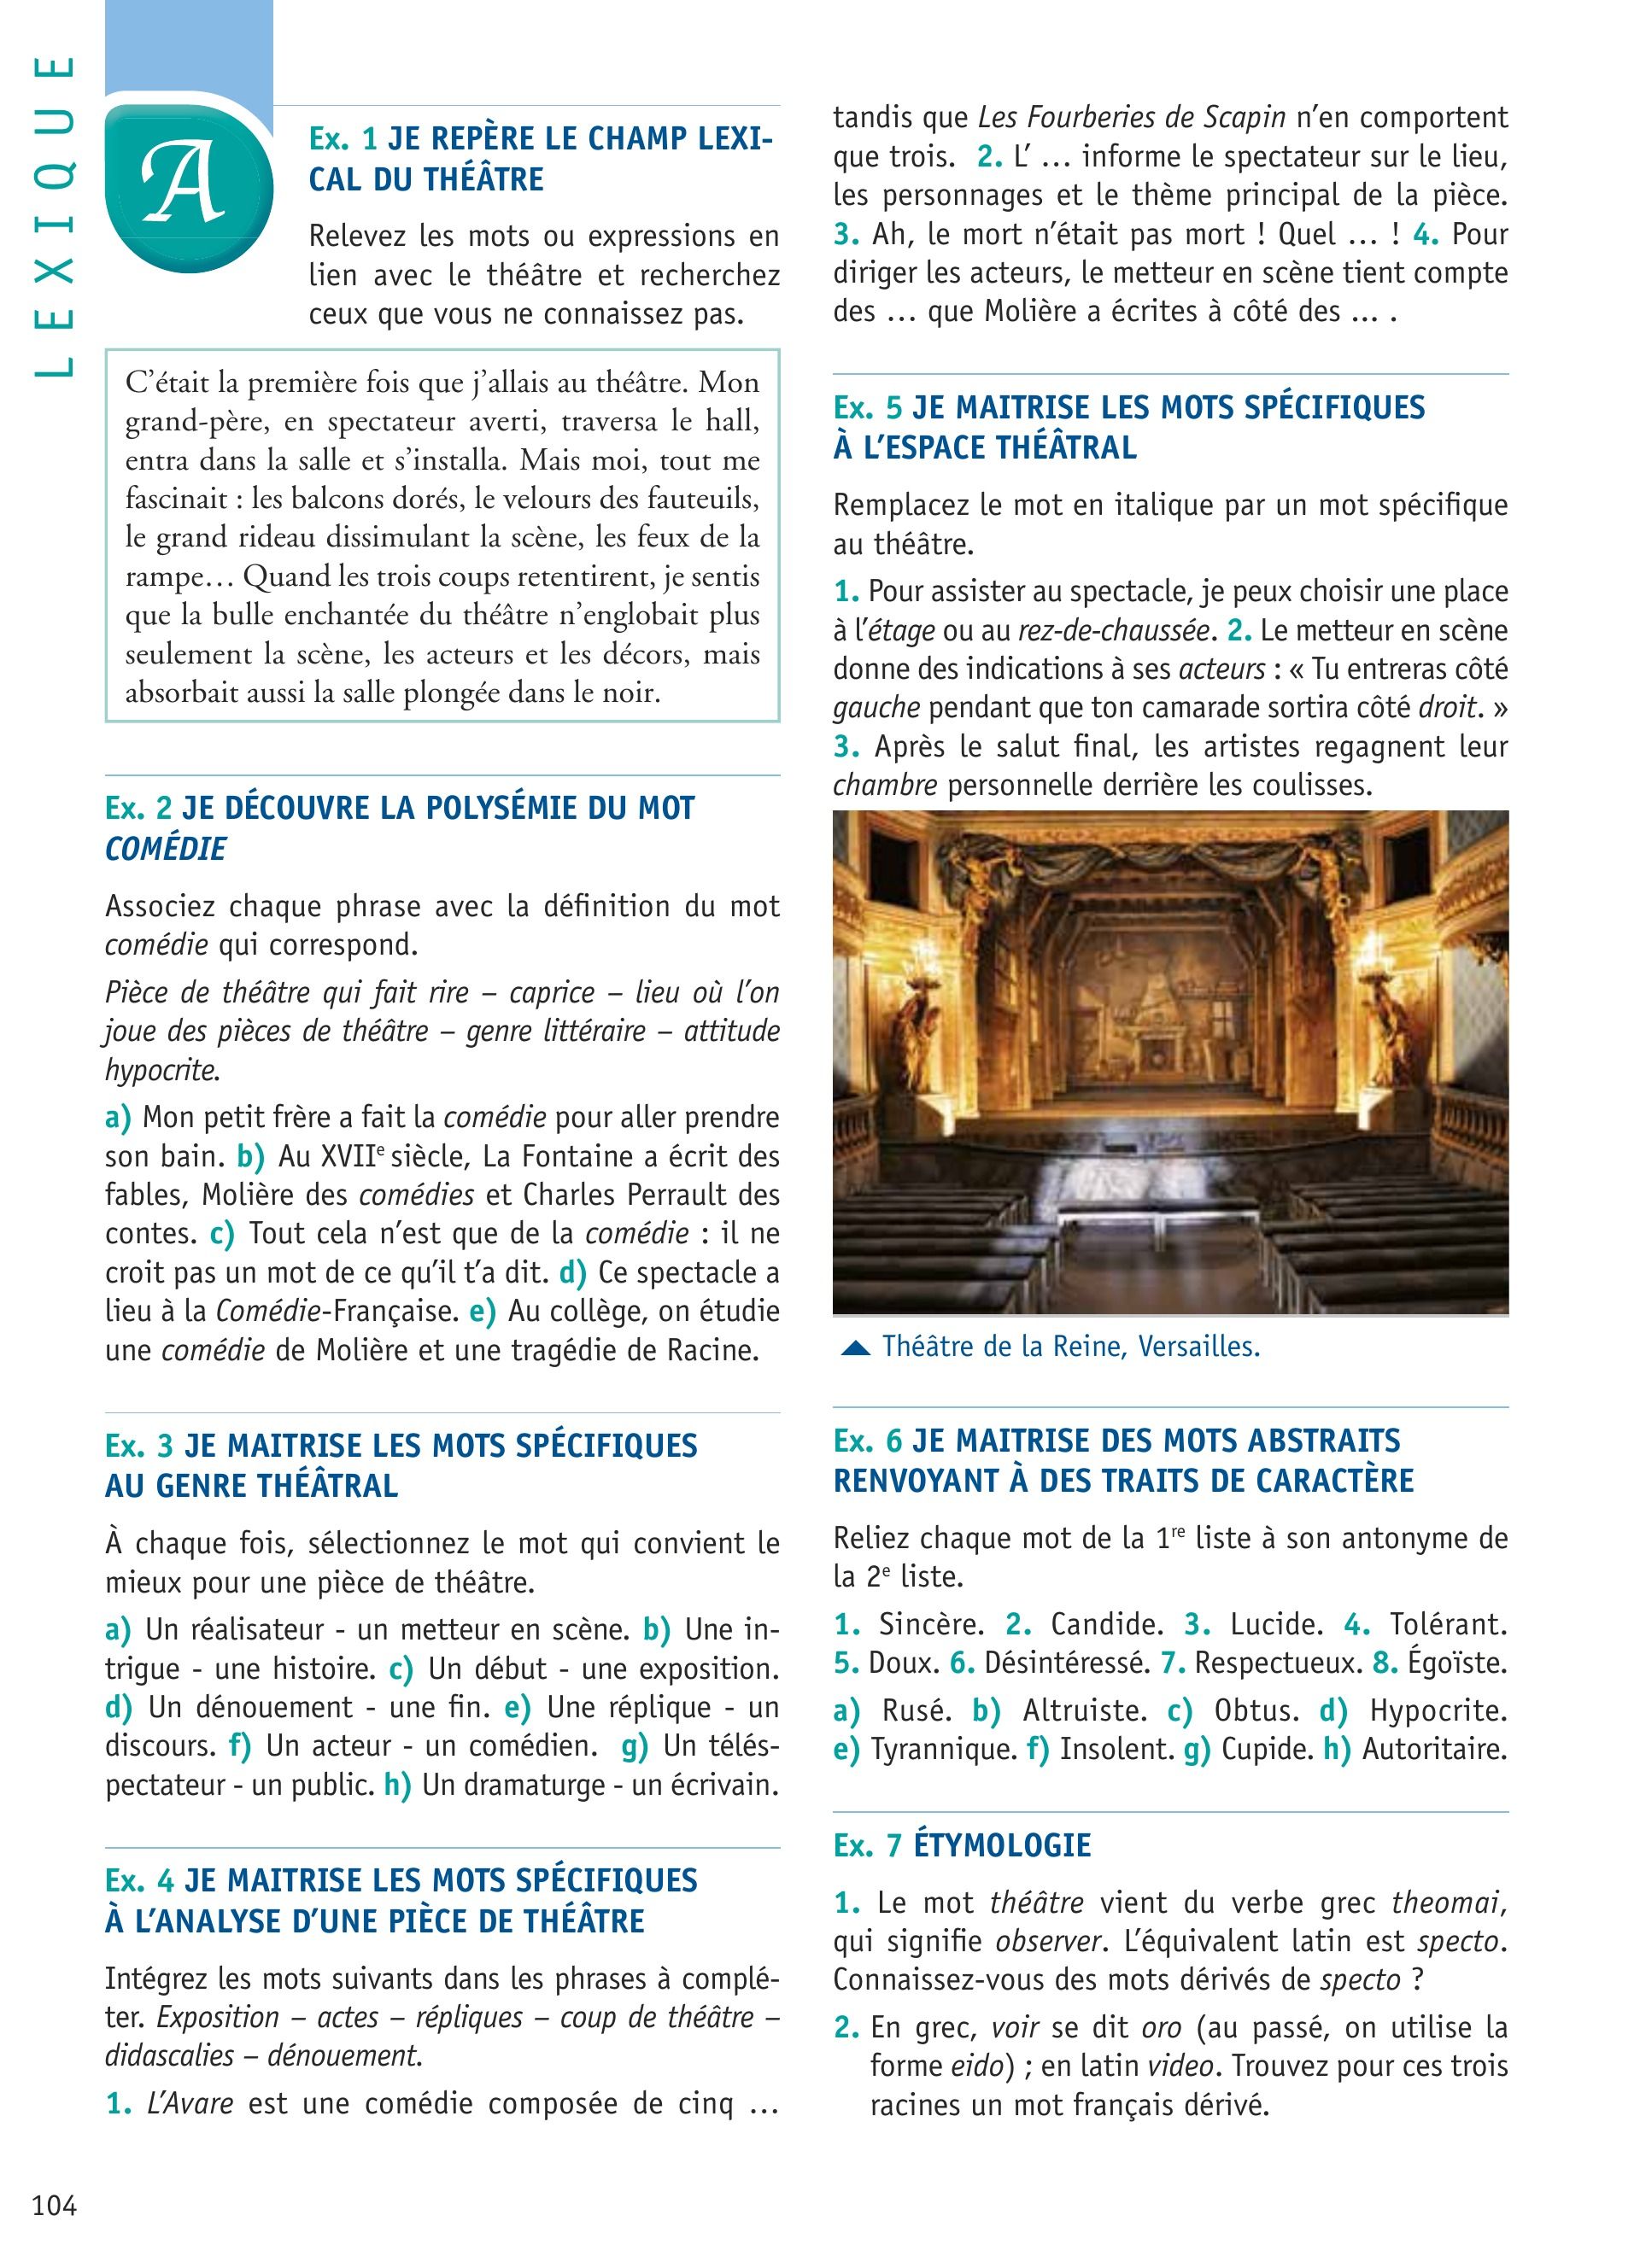 LEXIQUE
A
Ex. 1 JE REPÈRE LE CHAMP LEXI-
CAL DU THÉÂTRE
Relevez les mots ou expressions en
lien avec le théâtre et recherchez
ceux que vous ne connaissez pas.
C’était la première fois que j’allais au théâtre. Mon
grand-père, en spectateur averti, traversa le hall,
entra dans la salle et s’installa. Mais moi, tout me
fascinait : les balcons dorés, le velours des fauteuils,
le grand rideau dissimulant la scène, les feux de la
rampe… Quand les trois coups retentirent, je sentis
que la bulle enchantée du théâtre n’englobait plus
seulement la scène, les acteurs et les décors, mais
absorbait aussi la salle plongée dans le noir.
Ex. 2 JE DÉCOUVRE LA POLYSÉMIE DU MOT
COMÉDIE
Associez chaque phrase avec la définition du mot
comédie qui correspond.
Pièce de théâtre qui fait rire – caprice – lieu où l’on
joue des pièces de théâtre – genre littéraire – attitude
hypocrite.
a) Mon petit frère a fait la comédie pour aller prendre
son bain. b) Au XVIIe siècle, La Fontaine a écrit des
fables, Molière des comédies et Charles Perrault des
contes. c) Tout cela n’est que de la comédie : il ne
croit pas un mot de ce qu’il t’a dit. d) Ce spectacle a
lieu à la Comédie-Française. e) Au collège, on étudie
une comédie de Molière et une tragédie de Racine.
Ex. 3 JE MAITRISE LES MOTS SPÉCIFIQUES
AU GENRE THÉÂTRAL
À chaque fois, sélectionnez le mot qui convient le
mieux pour une pièce de théâtre.
a) Un réalisateur - un metteur en scène. b) Une in-
trigue - une histoire. c) Un début - une exposition.
d) Un dénouement - une fin. e) Une réplique - un
discours. f) Un acteur - un comédien. g) Un télés-
pectateur - un public. h) Un dramaturge - un écrivain.
Ex. 4 JE MAITRISE LES MOTS SPÉCIFIQUES
À L’ANALYSE D’UNE PIÈCE DE THÉÂTRE
Intégrez les mots suivants dans les phrases à complé-
ter. Exposition – actes – répliques – coup de théâtre –
didascalies – dénouement.
1. L’Avare est une comédie composée de cinq …
tandis que Les Fourberies de Scapin n’en comportent
que trois. 2. L’ … informe le spectateur sur le lieu,
les personnages et le thème principal de la pièce.
3. Ah, le mort n’était pas mort ! Quel … ! 4. Pour
diriger les acteurs, le metteur en scène tient compte
des … que Molière a écrites à côté des … .
Ex. 5 JE MAITRISE LES MOTS SPÉCIFIQUES
À L’ESPACE THÉÂTRAL
Remplacez le mot en italique par un mot spécifique
au théâtre.
1. Pour assister au spectacle, je peux choisir une place
à l’étage ou au rez-de-chaussée. 2. Le metteur en scène
donne des indications à ses acteurs : « Tu entreras côté
gauche pendant que ton camarade sortira côté droit. »
3. Après le salut final, les artistes regagnent leur
chambre personnelle derrière les coulisses.
Théâtre de la Reine, Versailles.
Ex. 6 JE MAITRISE DES MOTS ABSTRAITS
RENVOYANT À DES TRAITS DE CARACTÈRE
Reliez chaque mot de la 1re liste à son antonyme de
la 2e liste.
1. Sincère. 2. Candide. 3. Lucide. 4. Tolérant.
5. Doux. 6. Désintéressé. 7. Respectueux. 8. Égoïste.
a) Rusé. b) Altruiste. c) Obtus. d) Hypocrite.
e) Tyrannique. f) Insolent. g) Cupide. h) Autoritaire.
Ex. 7 ÉTYMOLOGIE
1. Le mot théâtre vient du verbe grec theomai,
qui signifie observer. L’équivalent latin est specto.
Connaissez-vous des mots dérivés de specto ?
2. En grec, voir se dit oro (au passé, on utilise la
forme eido) ; en latin video. Trouvez pour ces trois
racines un mot français dérivé.
104